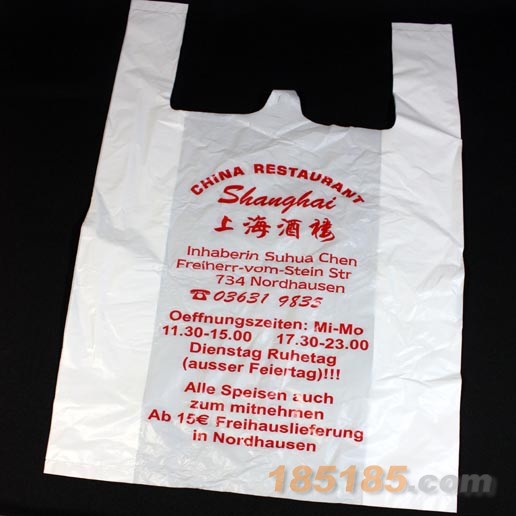 CHiNA RESTAURANT
Shanghai
上海酒楼
Inhaberin Suhua Chen
Freiherr-vom-Stein Str
734 Nordhausen
☎ 03631 9835
Oeffnungszeiten: Mi-Mo
11.30-15.00 17.30-23.00
Dienstag Ruhetag
(ausser Feiertag)!!!
Alle Speisen auch
zum mitnehmen
Ab 15€ Freihauslieferung
in Nordhausen
185185.com